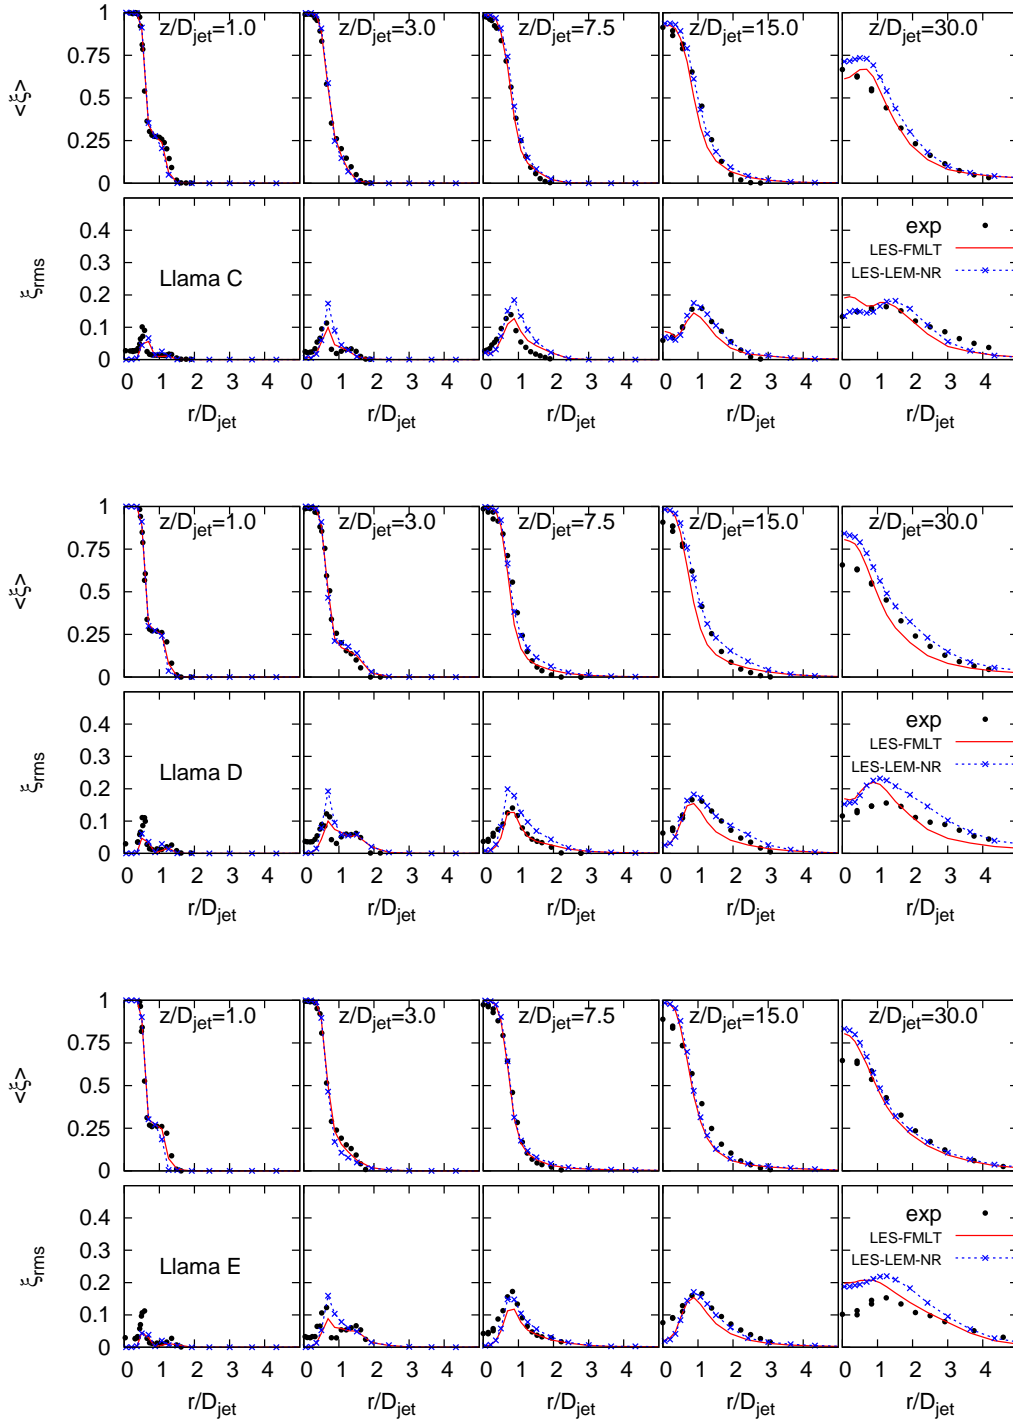 z/Djet=1.0 z/Djet=3.0 z/Djet=7.5 z/Djet=15.0 z/Djet=30.0
1
0.75
0.5
0.25
0
<ξ>
0.4
0.3
0.2
0.1
0
ξrms
Llama C
exp
LES-FMLT
LES-LEM-NR
0 1 2 3 4 0 1 2 3 4 0 1 2 3 4 0 1 2 3 4 0 1 2 3 4
r/Djet r/Djet r/Djet r/Djet r/Djet
z/Djet=1.0 z/Djet=3.0 z/Djet=7.5 z/Djet=15.0 z/Djet=30.0
1
0.75
0.5
0.25
0
<ξ>
0.4
0.3
0.2
0.1
0
ξrms
Llama D
exp
LES-FMLT
LES-LEM-NR
0 1 2 3 4 0 1 2 3 4 0 1 2 3 4 0 1 2 3 4 0 1 2 3 4
r/Djet r/Djet r/Djet r/Djet r/Djet
z/Djet=1.0 z/Djet=3.0 z/Djet=7.5 z/Djet=15.0 z/Djet=30.0
1
0.75
0.5
0.25
0
<ξ>
0.4
0.3
0.2
0.1
0
ξrms
Llama E
exp
LES-FMLT
LES-LEM-NR
0 1 2 3 4 0 1 2 3 4 0 1 2 3 4 0 1 2 3 4 0 1 2 3 4
r/Djet r/Djet r/Djet r/Djet r/Djet